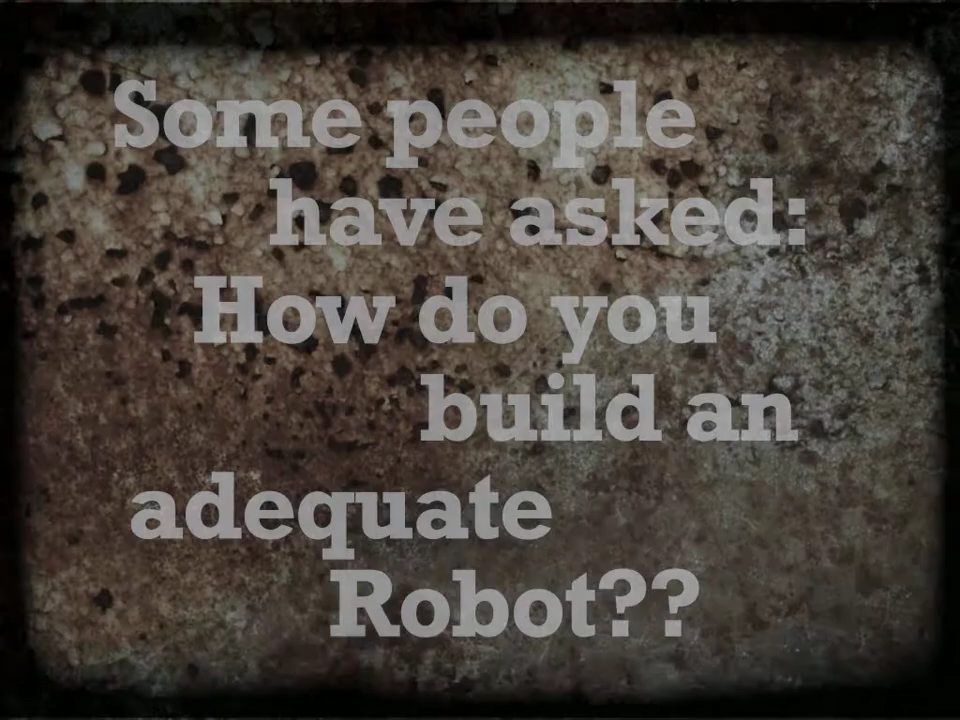 Some people
have asked:
How do you
build an
adequate
Robot??